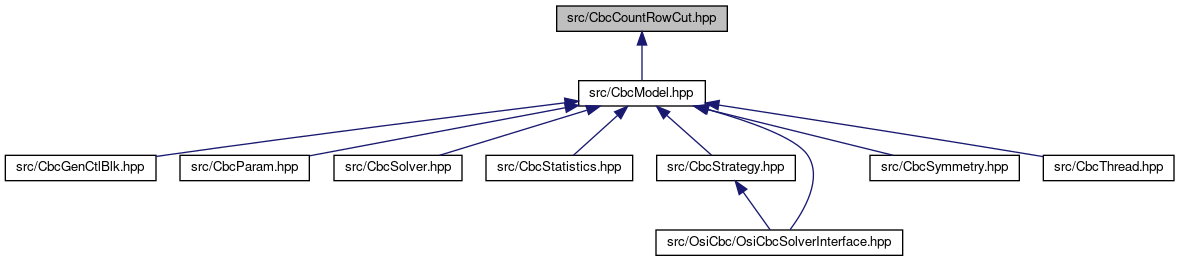 src/CbcCountRowCut.hpp
src/CbcModel.hpp
src/CbcGenCtlBlk.hpp
src/CbcParam.hpp
src/CbcSolver.hpp
src/CbcStatistics.hpp
src/CbcStrategy.hpp
src/CbcSymmetry.hpp
src/CbcThread.hpp
src/OsiCbc/OsiCbcSolverInterface.hpp